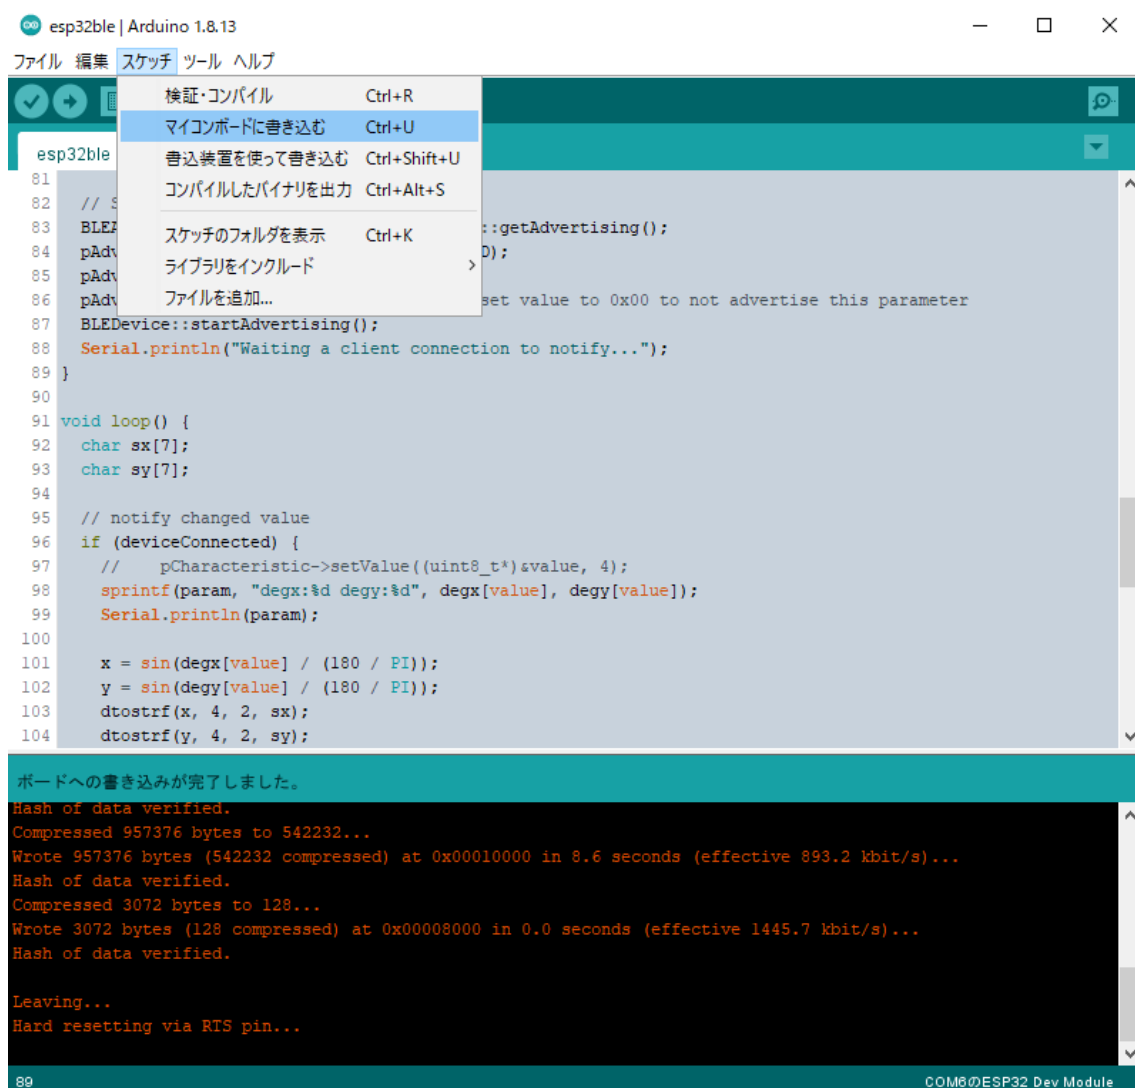 esp32ble | Arduino 1.8.13
ファイル 編集 スケッチ ツール ヘルプ
検証・コンパイル Ctrl+R
マイコンボードに書き込む Ctrl+U
書込装置を使って書き込む Ctrl+Shift+U
コンパイルしたバイナリを出力 Ctrl+Alt+S
スケッチのフォルダを表示 Ctrl+K
ライブラリをインクルード
ファイルを追加...
esp32ble
81
82 //
83 BLEA ::getAdvertising();
84 pAdv );
85 pAdv
86 pAdv set value to 0x00 to not advertise this parameter
87 BLEDevice::startAdvertising();
88 Serial.println("Waiting a client connection to notify...");
89 }
90
91 void loop() {
92 char sx[7];
93 char sy[7];
94
95 // notify changed value
96 if (deviceConnected) {
97 // pCharacteristic->setValue((uint8_t*)&value, 4);
98 sprintf(param, "degx:%d degy:%d", degx[value], degy[value]);
99 Serial.println(param);
100
101 x = sin(degx[value] / (180 / PI));
102 y = sin(degy[value] / (180 / PI));
103 dtostrf(x, 4, 2, sx);
104 dtostrf(y, 4, 2, sy);
ボードへの書き込みが完了しました。
Hash of data verified.
Compressed 957376 bytes to 542232...
Wrote 957376 bytes (542232 compressed) at 0x00010000 in 8.6 seconds (effective 893.2 kbit/s)...
Hash of data verified.
Compressed 3072 bytes to 128...
Wrote 3072 bytes (128 compressed) at 0x00008000 in 0.0 seconds (effective 1445.7 kbit/s)...
Hash of data verified.
Leaving...
Hard resetting via RTS pin...
89 COM6のESP32 Dev Module